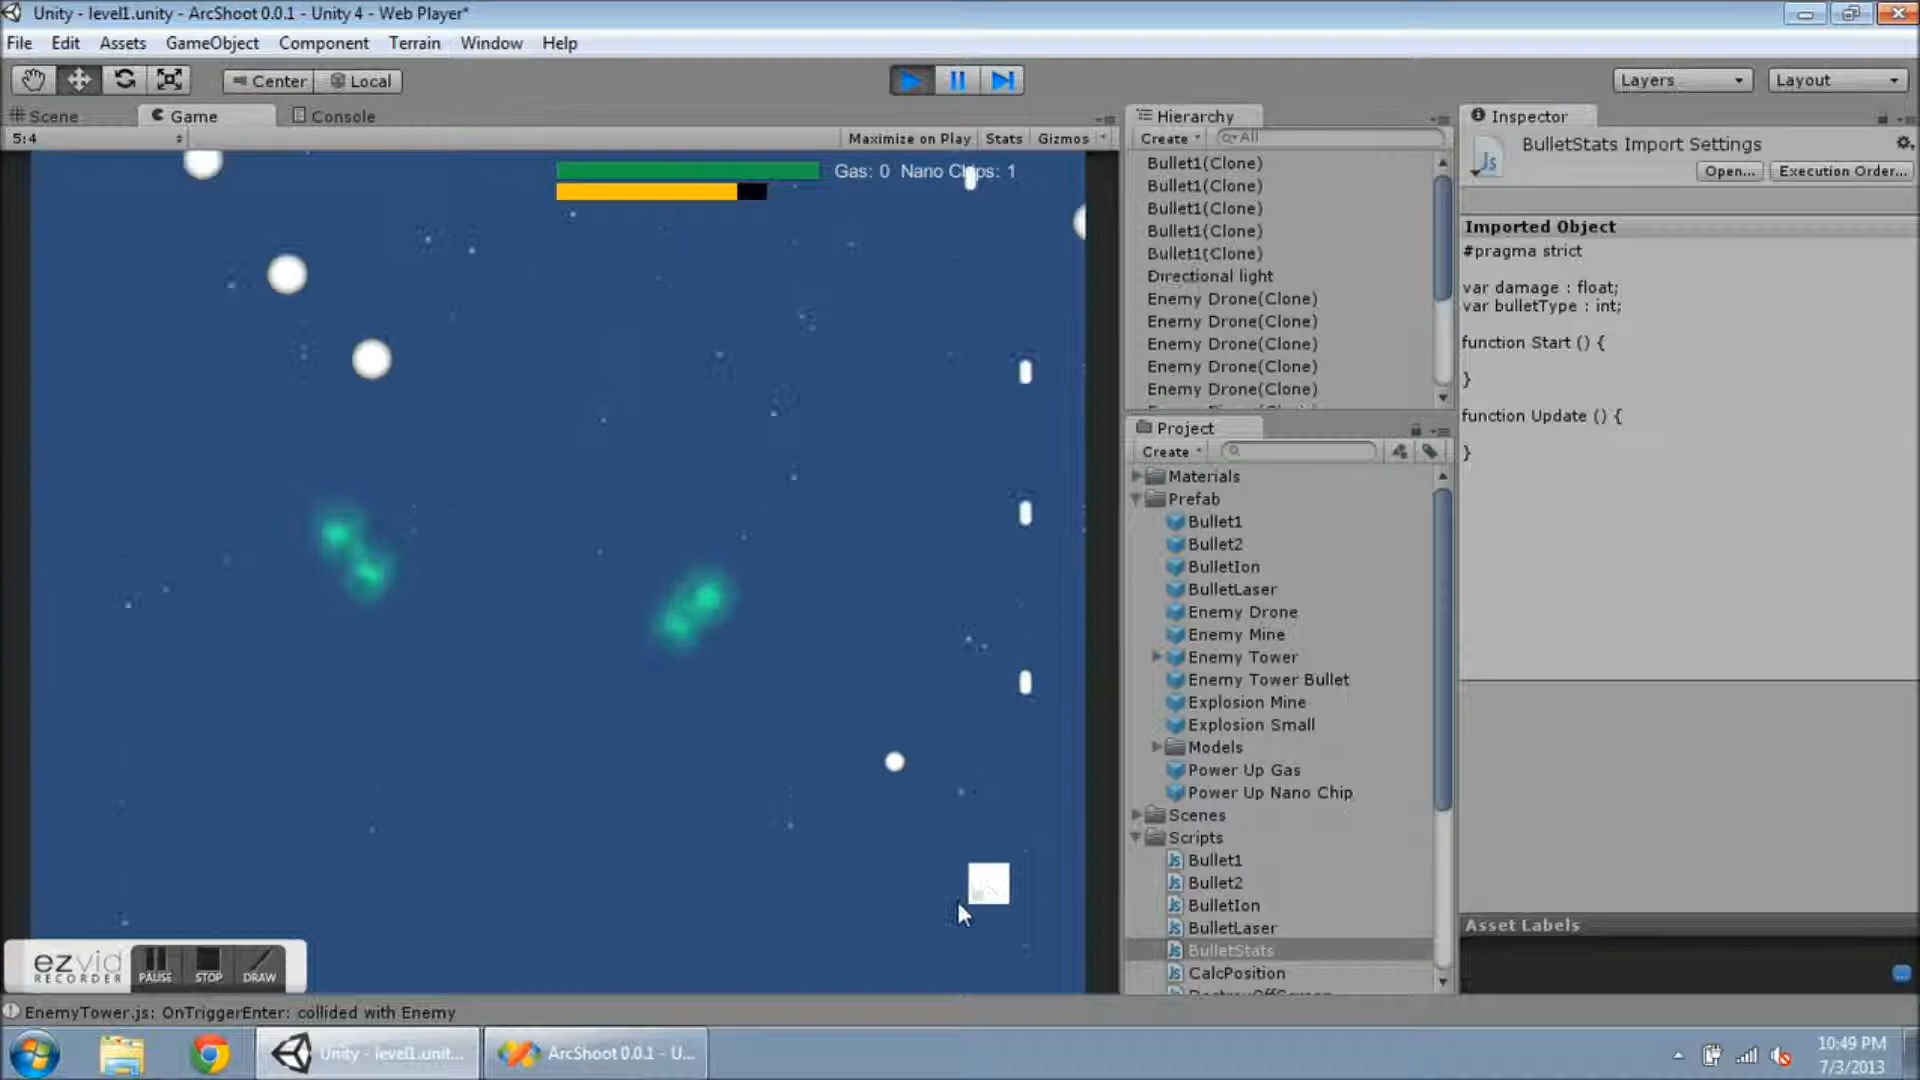 Unity - level1.unity - ArcShoot 0.0.1 - Unity 4 - Web Player*
File Edit Assets GameObject Component Terrain Window Help
Center Local
Layers Layout
Scene Game Console
5:4 Maximize on Play Stats Gizmos
Gas: 0 Nano Chips: 1
Hierarchy
Create All
Bullet1(Clone)
Bullet1(Clone)
Bullet1(Clone)
Bullet1(Clone)
Bullet1(Clone)
Directional light
Enemy Drone(Clone)
Enemy Drone(Clone)
Enemy Drone(Clone)
Enemy Drone(Clone)
Enemy Drone(Clone)
Project
Create
Materials
Prefab
Bullet1
Bullet2
BulletIon
BulletLaser
Enemy Drone
Enemy Mine
Enemy Tower
Enemy Tower Bullet
Explosion Mine
Explosion Small
Models
Power Up Gas
Power Up Nano Chip
Scenes
Scripts
Bullet1
Bullet2
BulletIon
BulletLaser
BulletStats
CalcPosition
Inspector
BulletStats Import Settings
Js
Open... Execution Order...
Imported Object
#pragma strict
var damage : float;
var bulletType : int;
function Start () {
}
function Update () {
}
Asset Labels
ezvid
RECORDER
PAUSE STOP DRAW
EnemyTower.js: OnTriggerEnter: collided with Enemy
Unity - level1.unit...
ArcShoot 0.0.1 - U...
10:49 PM
7/3/2013